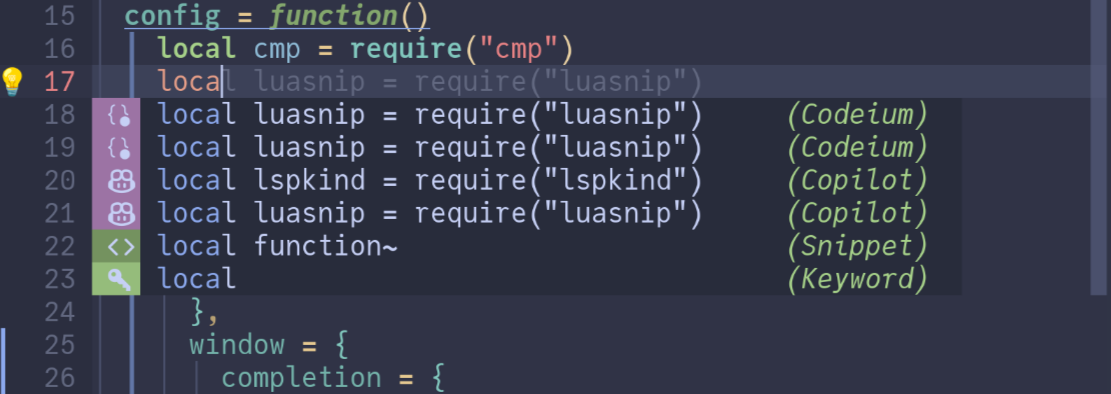 15 config = function()
16 local cmp = require("cmp")
17 local luasnip = require("luasnip")
18 local luasnip = require("luasnip") (Codeium)
19 local luasnip = require("luasnip") (Codeium)
20 local lspkind = require("lspkind") (Copilot)
21 local luasnip = require("luasnip") (Copilot)
22 local function~ (Snippet)
23 local (Keyword)
24 },
25 window = {
26 completion = {